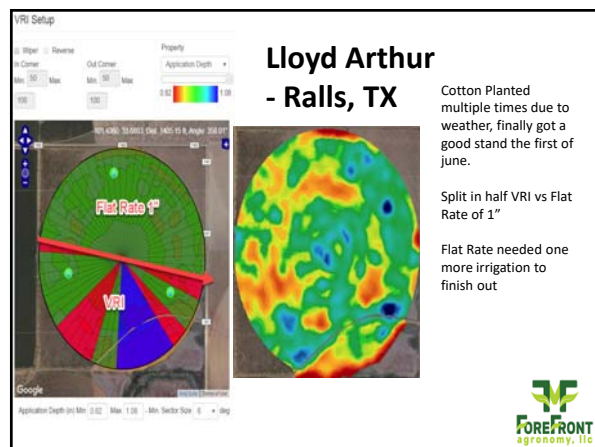 VRI Setup
Wiper Reverse
Property
In Corner
Out Corner
Application Depth
Min. 50 Max.
Min. 50 Max.
0.82 1.08
100
100
Flat Rate 1"
VRI
Google
Application Depth (in) Min 0.82 Max 1.08 - Min. Sector Size 6 deg
Lloyd Arthur
- Ralls, TX
Cotton Planted
multiple times due to
weather, finally got a
good stand the first of
june.
Split in half VRI vs Flat
Rate of 1”
Flat Rate needed one
more irrigation to
finish out
FOREFRONT
agronomy, llc